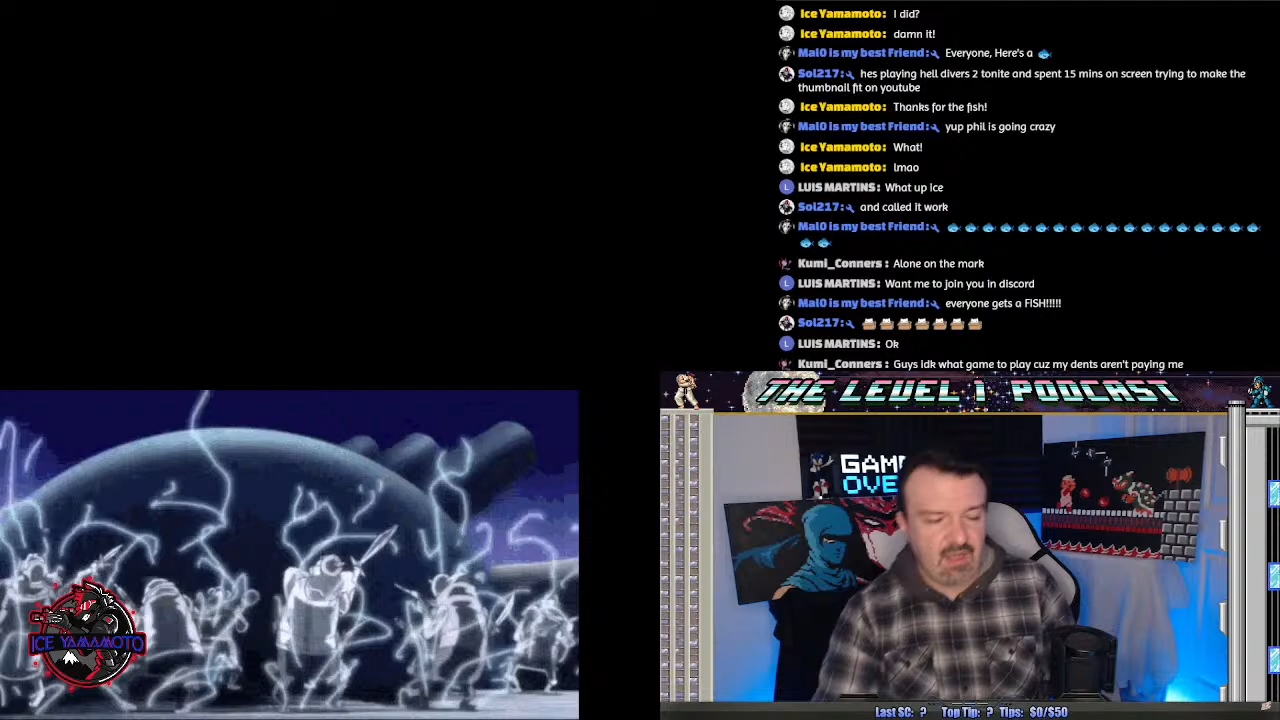 Ice Yamamoto: I did?
Ice Yamamoto: damn it!
Mal0 is my best Friend: Everyone, Here's a
Sol217: hes playing hell divers 2 tonite and spent 15 mins on screen trying to make the
thumbnail fit on youtube
Ice Yamamoto: Thanks for the fish!
Mal0 is my best Friend: yup phil is going crazy
Ice Yamamoto: What!
Ice Yamamoto: lmao
L LUIS MARTINS: What up ice
Sol217: and called it work
Mal0 is my best Friend:
Kumi_Conners : Alone on the mark
L LUIS MARTINS: Want me to join you in discord
Mal0 is my best Friend: everyone gets a FISH!!!!!
Sol217:
L LUIS MARTINS: Ok
Kumi_Conners : Guys idk what game to play cuz my dents aren't paying me
THE LEVEL 1 PODCAST
GAME
OVE
ICE YAMAMOTO
Last SC: ? Top Tip: ? Tips: $0/$50